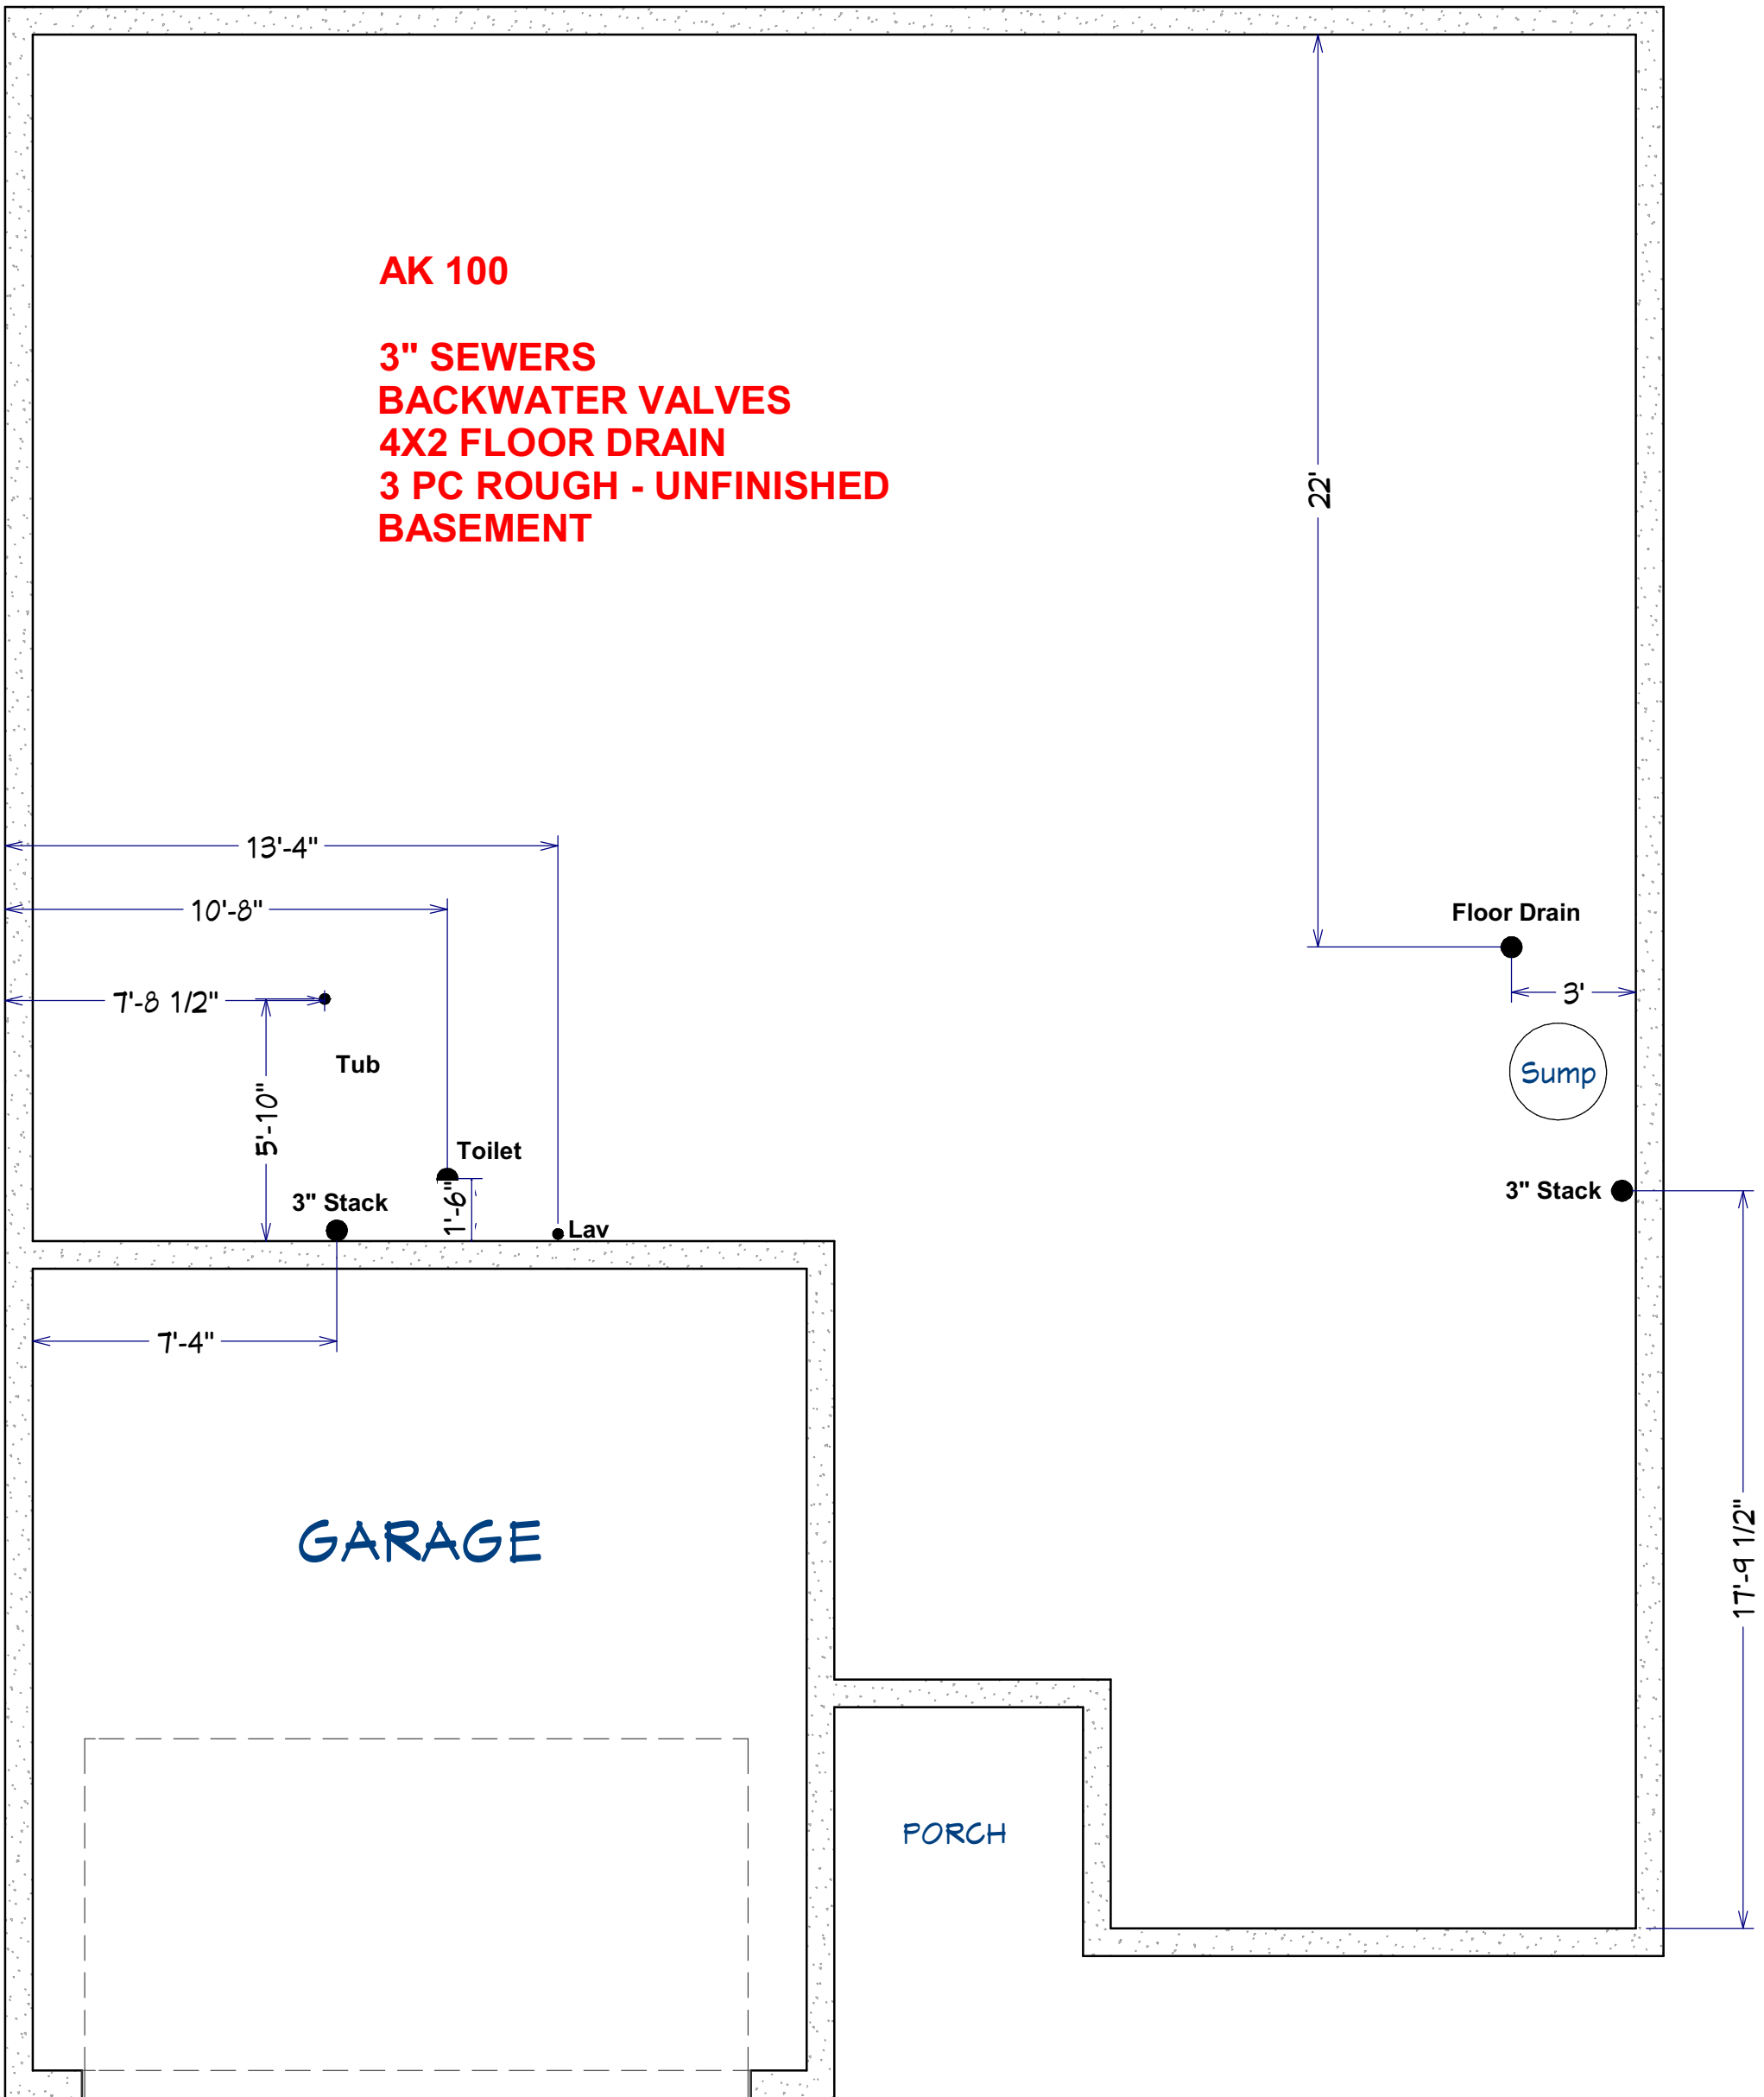 AK 100
3" SEWERS
BACKWATER VALVES
4X2 FLOOR DRAIN
3 PC ROUGH - UNFINISHED
BASEMENT
22'
13'-4"
10'-8"
Floor Drain
7'-8 1/2"
3'
Tub
Sump
5'-10"
Toilet
3" Stack
3" Stack
1'-6"
Lav
7'-4"
GARAGE
17'-9 1/2"
PORCH